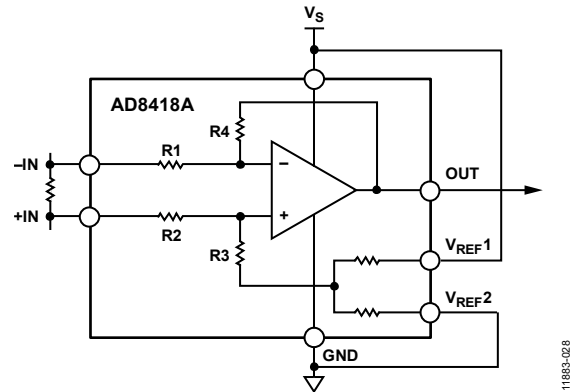 VS
AD8418A
R4
R1
–IN
–
OUT
+IN
+
R2
R3
VREF1
VREF2
GND
11883-028